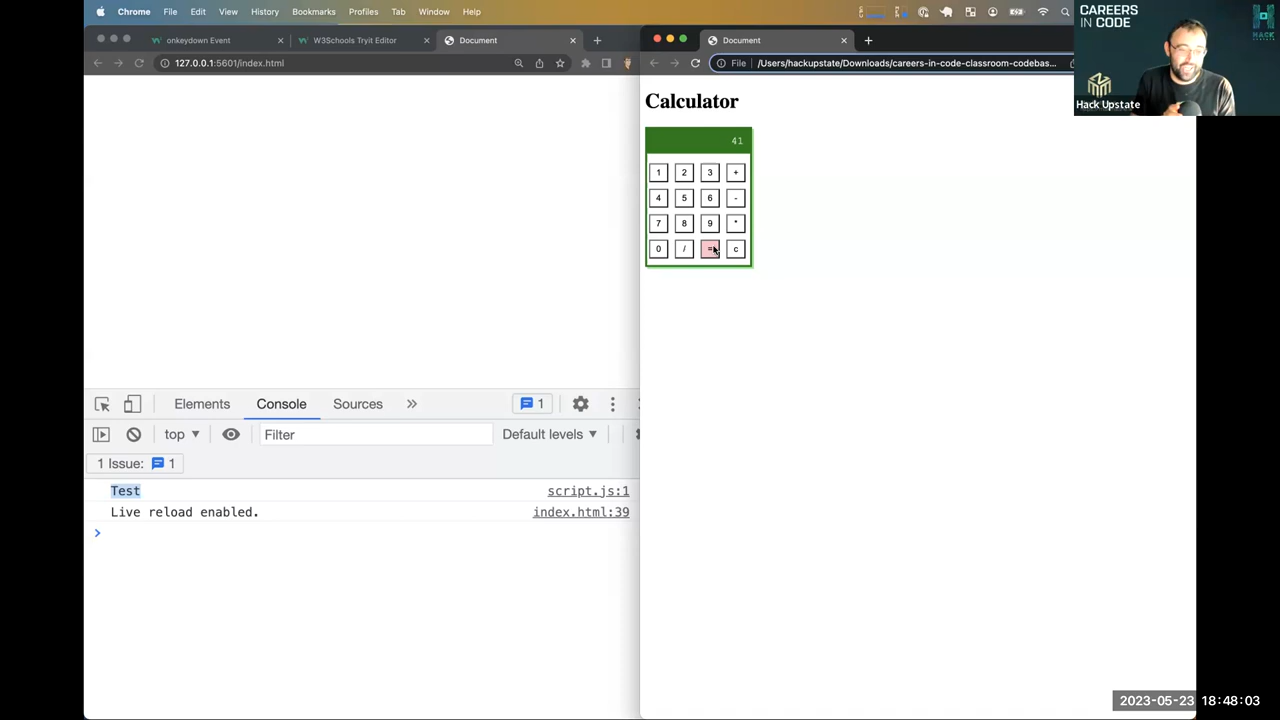 Chrome File Edit View History Bookmarks Profiles Tab Window Help
onkeydown Event
W3Schools Tryit Editor
Document
127.0.0.1:5601/index.html
Document
File /Users/hackupstate/Downloads/careers-in-code-classroom-codebas...
CAREERS
IN CODE
HACK
Hack Upstate
Calculator
41
1 2 3 +
4 5 6 -
7 8 9 *
0 / = c
Elements Console Sources 1
top Filter Default levels
1 Issue: 1
Test script.js:1
Live reload enabled. index.html:39
2023-05-23 18:48:03